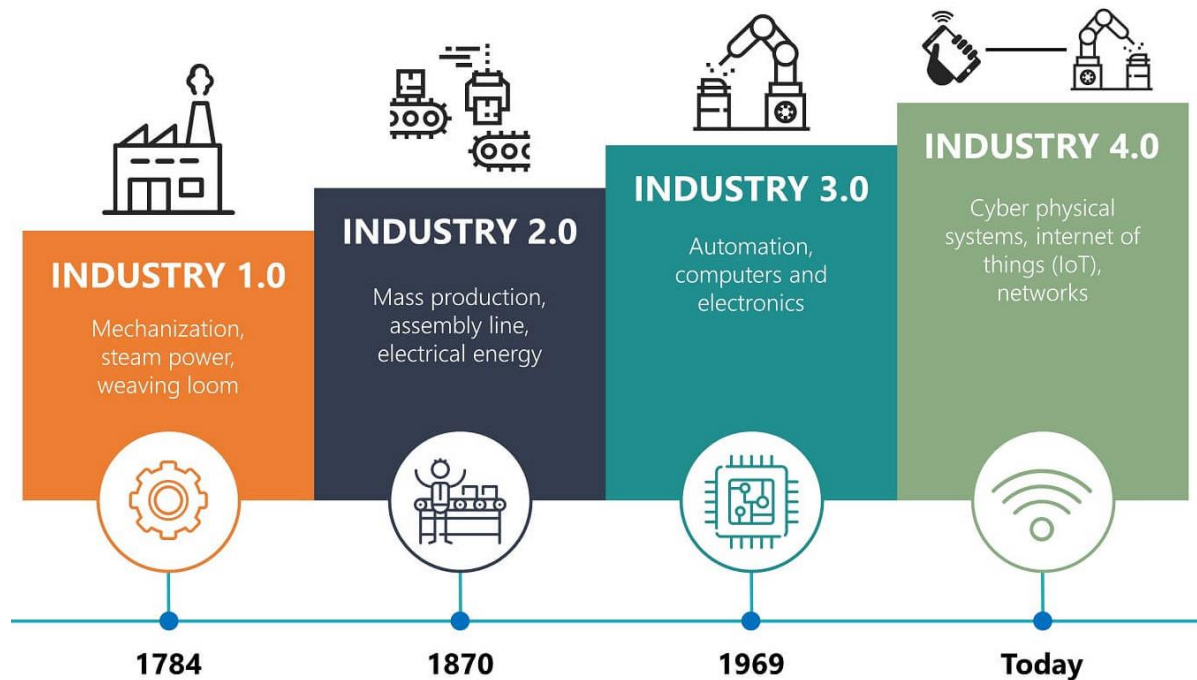 INDUSTRY 1.0
Mechanization,
steam power,
weaving loom
INDUSTRY 2.0
Mass production,
assembly line,
electrical energy
INDUSTRY 3.0
Automation,
computers and
electronics
INDUSTRY 4.0
Cyber physical
systems, internet of
things (IoT),
networks
1784
1870
1969
Today